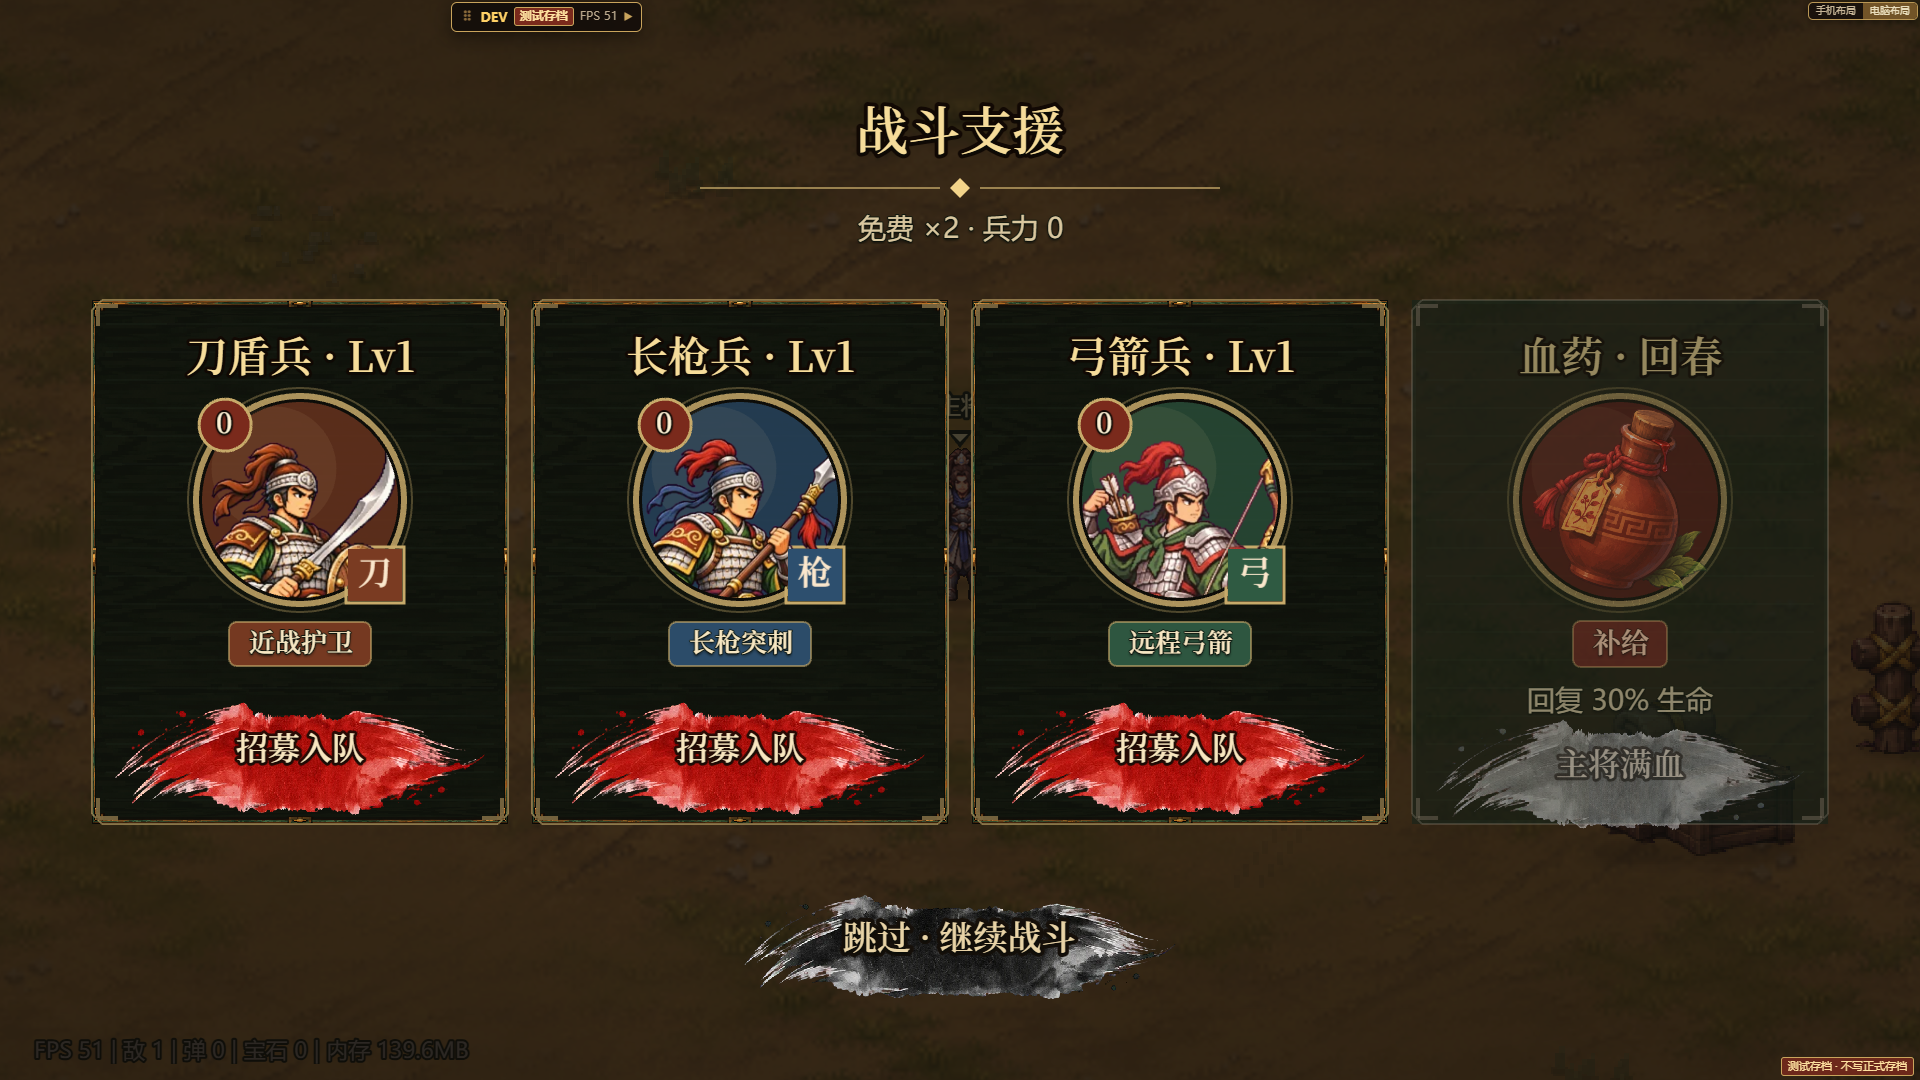 DEV 测试存档 FPS 51 ▶
手机布局 电脑布局
战斗支援
免费 ×2 · 兵力 0
刀盾兵 · Lv1
0
刀
近战护卫
招募入队
长枪兵 · Lv1
0
枪
长枪突刺
招募入队
弓箭兵 · Lv1
0
弓
远程弓箭
招募入队
血药 · 回春
补给
回复 30% 生命
主将满血
跳过 · 继续战斗
FPS 51 | 敌 1 | 弹 0 | 宝石 0 | 内存 139.6MB
测试存档 · 不写正式存档